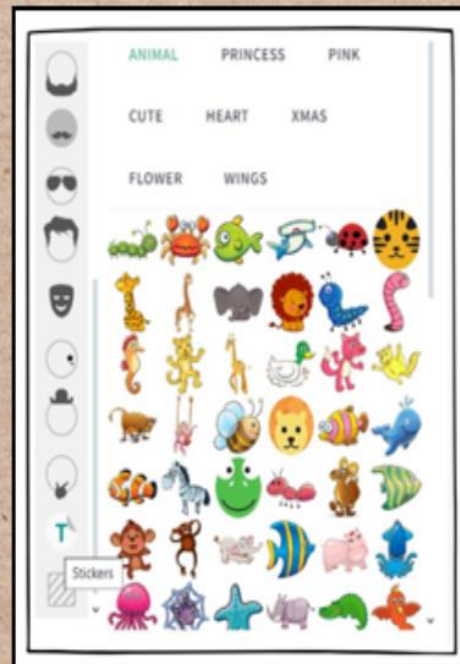 ANIMAL PRINCESS PINK
CUTE HEART XMAS
FLOWER WINGS
T
Stickers